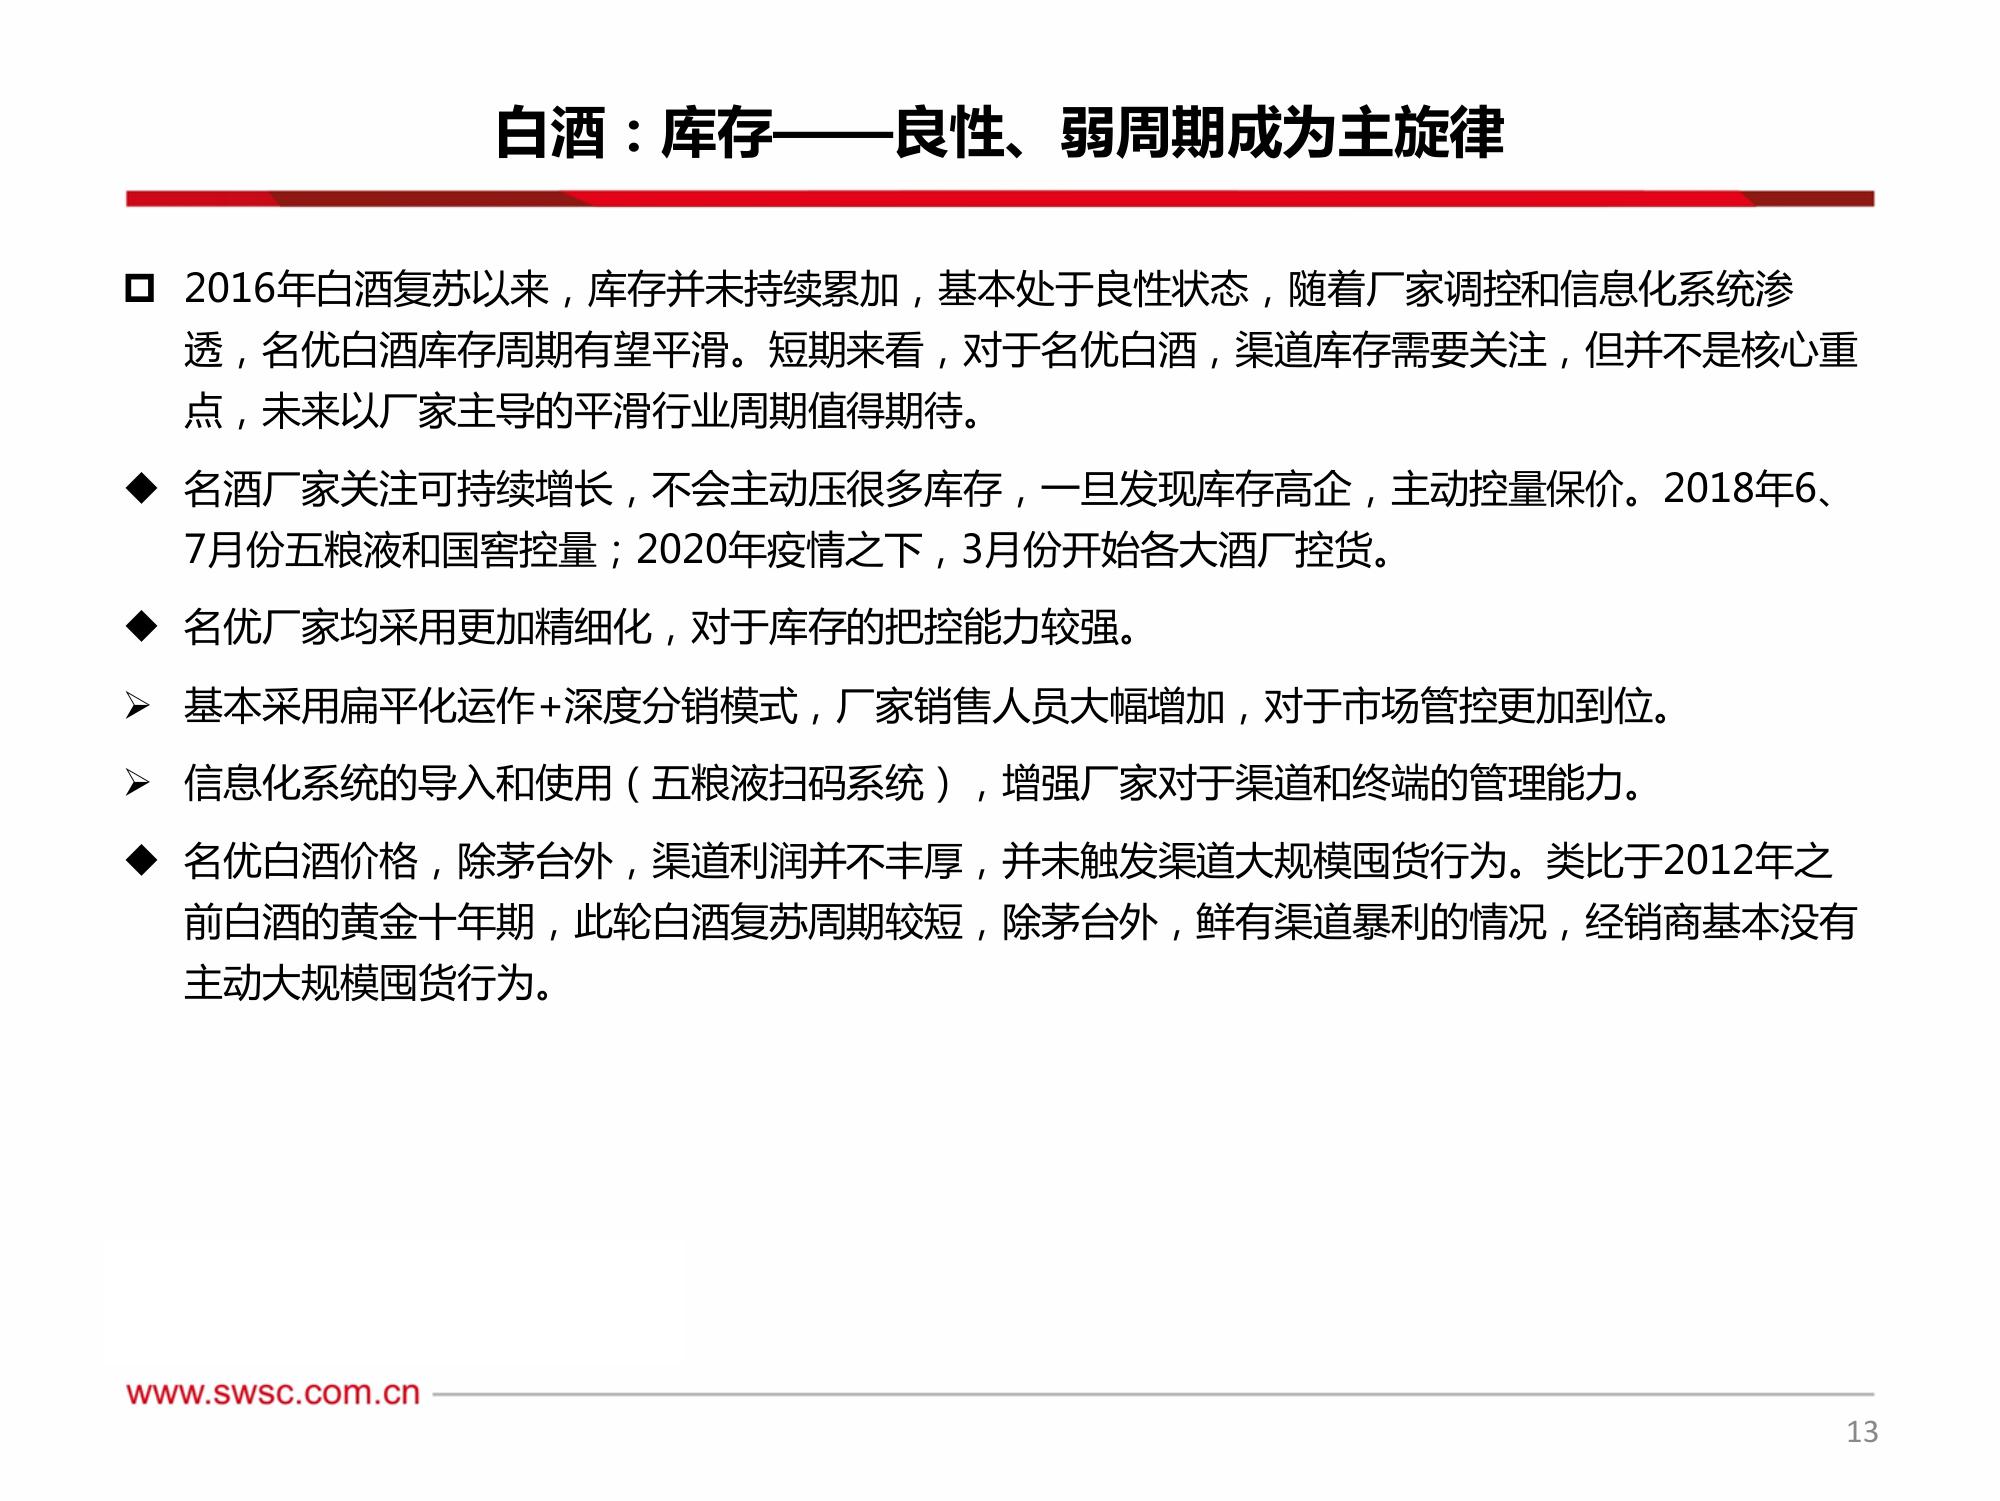 白酒：库存——良性、弱周期成为主旋律
2016年白酒复苏以来，库存并未持续累加，基本处于良性状态，随着厂家调控和信息化系统渗
透，名优白酒库存周期有望平滑。短期来看，对于名优白酒，渠道库存需要关注，但并不是核心重
点，未来以厂家主导的平滑行业周期值得期待。
名酒厂家关注可持续增长，不会主动压很多库存，一旦发现库存高企，主动控量保价。2018年6、
7月份五粮液和国窖控量；2020年疫情之下，3月份开始各大酒厂控货。
名优厂家均采用更加精细化，对于库存的把控能力较强。
基本采用扁平化运作+深度分销模式，厂家销售人员大幅增加，对于市场管控更加到位。
信息化系统的导入和使用（五粮液扫码系统），增强厂家对于渠道和终端的管理能力。
名优白酒价格，除茅台外，渠道利润并不丰厚，并未触发渠道大规模囤货行为。类比于2012年之
前白酒的黄金十年期，此轮白酒复苏周期较短，除茅台外，鲜有渠道暴利的情况，经销商基本没有
主动大规模囤货行为。
www.swsc.com.cn
13